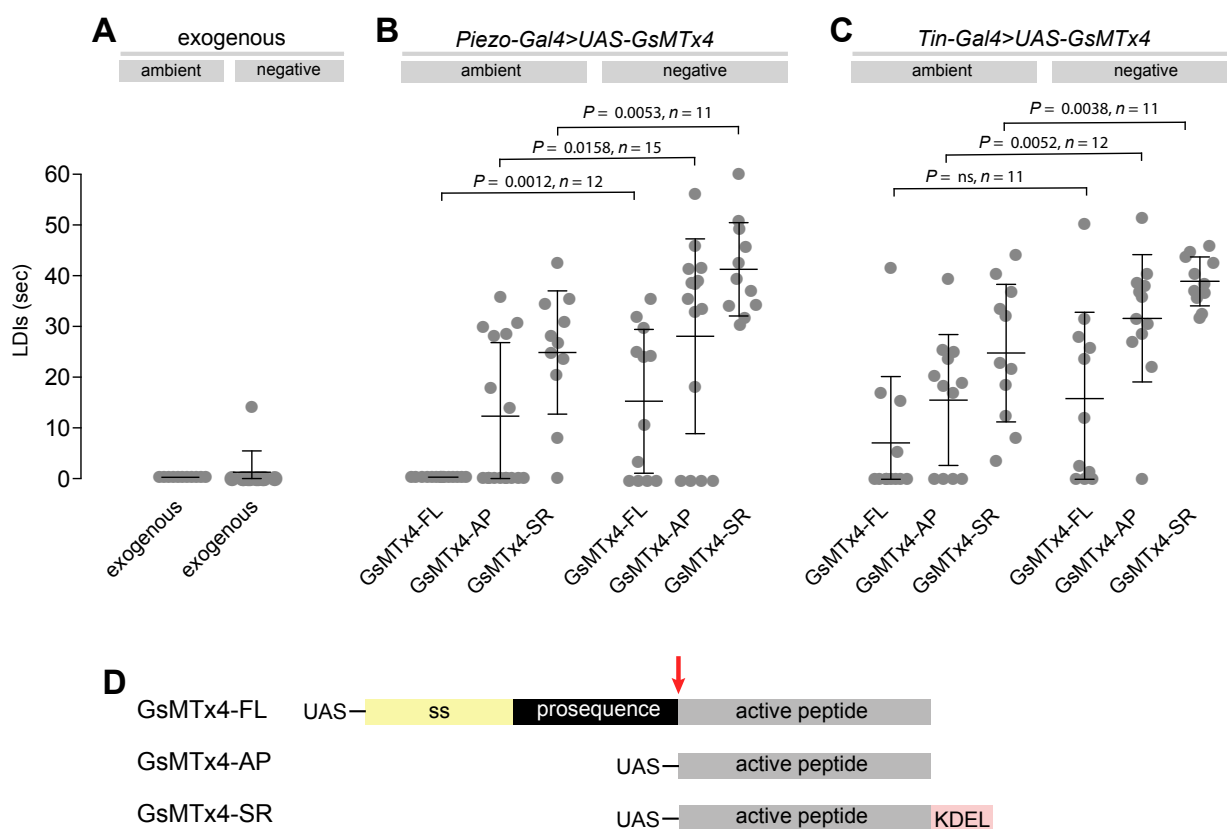 A
exogenous
ambient
negative
B
Piezo-Gal4>UAS-GsMTx4
ambient
negative
C
Tin-Gal4>UAS-GsMTx4
ambient
negative
P = 0.0053, n = 11
P = 0.0158, n = 15
P = 0.0012, n = 12
P = 0.0038, n = 11
P = 0.0052, n = 12
P = ns, n = 11
LDIs (sec)
60
50
40
30
20
10
0
exogenous
exogenous
GsMTx4-FL
GsMTx4-AP
GsMTx4-SR
GsMTx4-FL
GsMTx4-AP
GsMTx4-SR
GsMTx4-FL
GsMTx4-AP
GsMTx4-SR
GsMTx4-FL
GsMTx4-AP
GsMTx4-SR
D
GsMTx4-FL UAS ss prosequence active peptide
GsMTx4-AP UAS active peptide
GsMTx4-SR UAS active peptide KDEL